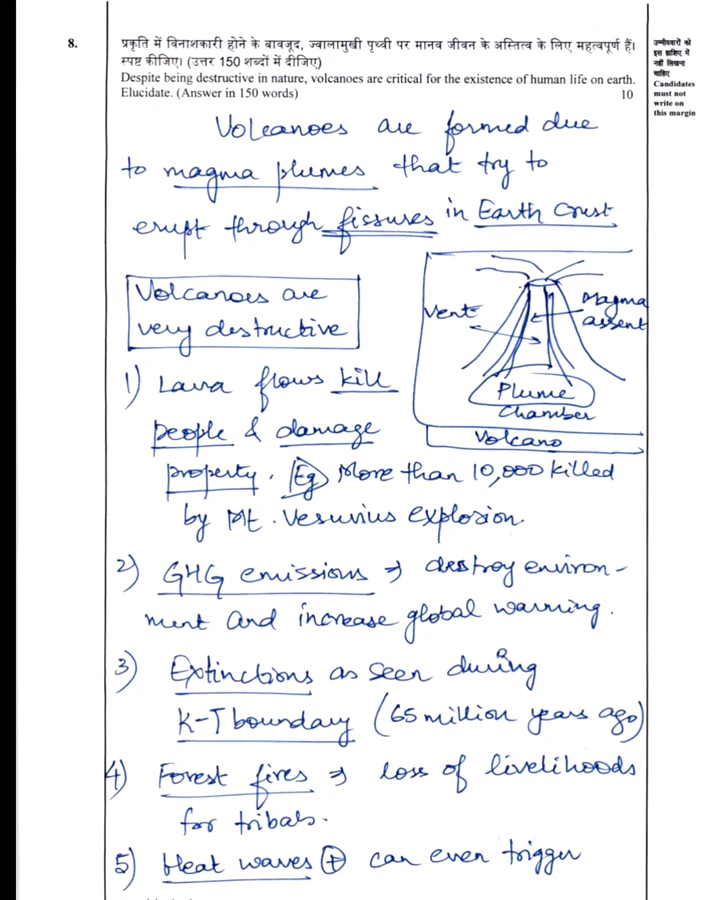 8.
प्रकृति में विनाशकारी होने के बावजूद, ज्वालामुखी पृथ्वी पर मानव जीवन के अस्तित्व के लिए महत्वपूर्ण हैं।
स्पष्ट कीजिए। (उत्तर 150 शब्दों में दीजिए)
Despite being destructive in nature, volcanoes are critical for the existence of human life on earth.
Elucidate. (Answer in 150 words)
10
उम्मीदवारों को
इस हाशिए में
नहीं लिखना
चाहिए
Candidates
must not
write on
this margin
Volcanoes are formed due
to magma plumes that try to
erupt through fissures in Earth Crust
Volcanoes are
very destructive
Vent
Magma
assent
Plume
Chamber
Volcano
1) Lava flows kill
people & damage
property. Eg More than 10,000 killed
by Mt. Vesuvius explosion.
2) GHG emissions → destroy environ-
ment and increase global warming.
3) Extinctions as seen during
K-T boundary (65 million years ago)
4) Forest fires → loss of livelihoods
for tribals.
5) Heat waves ⊕ can even trigger